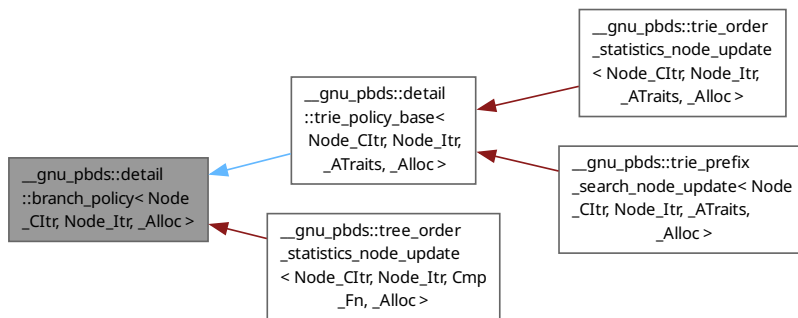 __gnu_pbds::detail
::branch_policy< Node
_CItr, Node_Itr, _Alloc >
__gnu_pbds::detail
::trie_policy_base<
Node_CItr, Node_Itr,
_ATraits, _Alloc >
__gnu_pbds::tree_order
_statistics_node_update
< Node_CItr, Node_Itr, Cmp
_Fn, _Alloc >
__gnu_pbds::trie_order
_statistics_node_update
< Node_CItr, Node_Itr,
_ATraits, _Alloc >
__gnu_pbds::trie_prefix
_search_node_update< Node
_CItr, Node_Itr, _ATraits,
_Alloc >